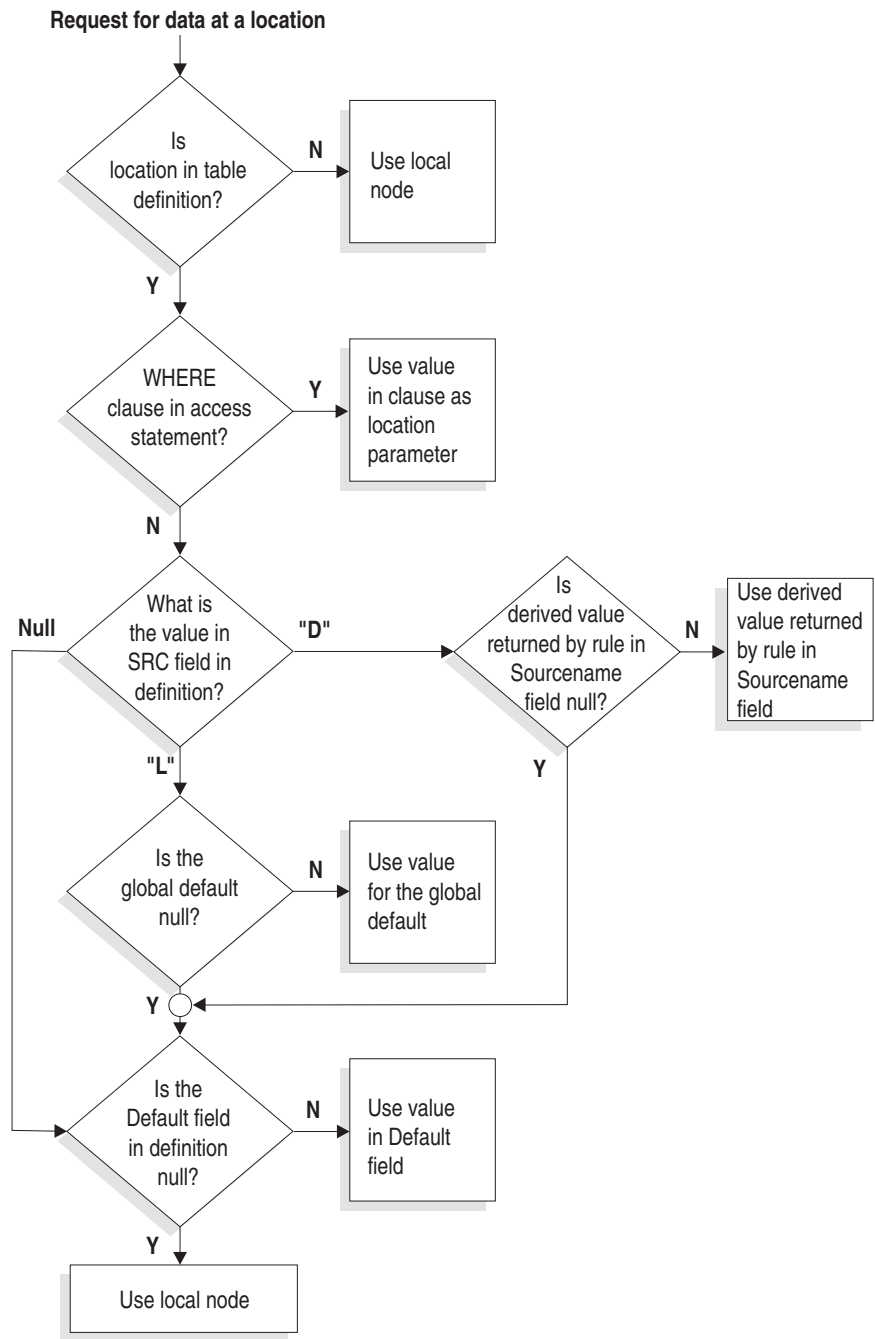 Request for data at a location
Is
location in table
definition?
N
Use local
node
Y
WHERE
clause in access
statement?
Y
Use value
in clause as
location
parameter
N
What is
the value in
SRC field in
definition?
Null
"D"
Is
derived value
returned by rule in
Sourcename
field null?
N
Use derived
value returned
by rule in
Sourcename
field
"L"
Y
Is the
global default
null?
N
Use value
for the global
default
Y
Is the
Default field
in definition
null?
N
Use value
in Default
field
Y
Use local node